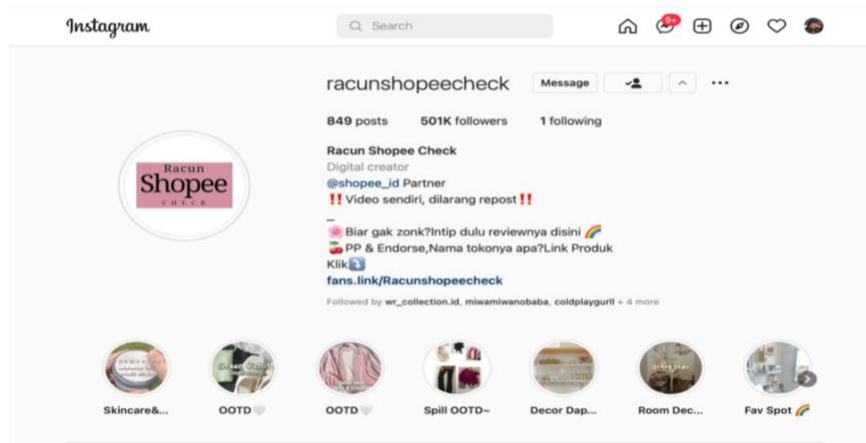 Instagram
Search
9+
racunshopeecheck
Message
849 posts 501K followers 1 following
Racun Shopee Check
Digital creator
@shopee_id Partner
‼️Video sendiri, dilarang repost‼️
_
🌸Biar gak zonk?Intip dulu reviewnya disini 🌈
🍒PP & Endorse,Nama tokonya apa?Link Produk
Klik⤵️
fans.link/Racunshopeecheck
Followed by wr_collection.id, miwamiwanobaba, coldplaygurll + 4 more
Racun
Shopee
CHECK
Skincare&... OOTD🤍 OOTD🤍 Spill OOTD~ Decor Dap... Room Dec... Fav Spot 🌈